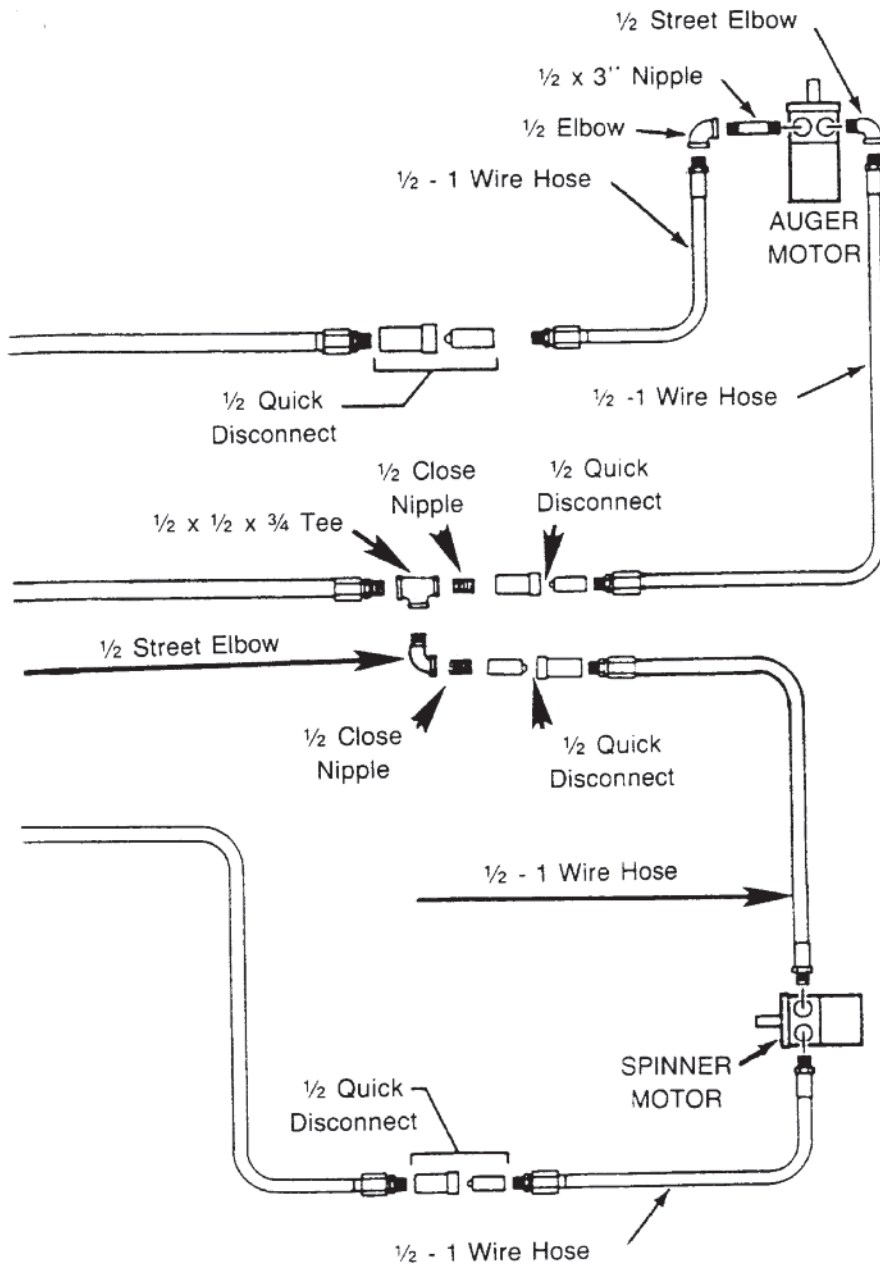 ½ Street Elbow
½ x 3'' Nipple
½ Elbow
½ - 1 Wire Hose
AUGER
MOTOR
½ Quick
Disconnect
½ -1 Wire Hose
½ Close
Nipple
½ Quick
Disconnect
½ x ½ x ¾ Tee
½ Street Elbow
½ Close
Nipple
½ Quick
Disconnect
½ - 1 Wire Hose
SPINNER
MOTOR
½ Quick
Disconnect
½ - 1 Wire Hose